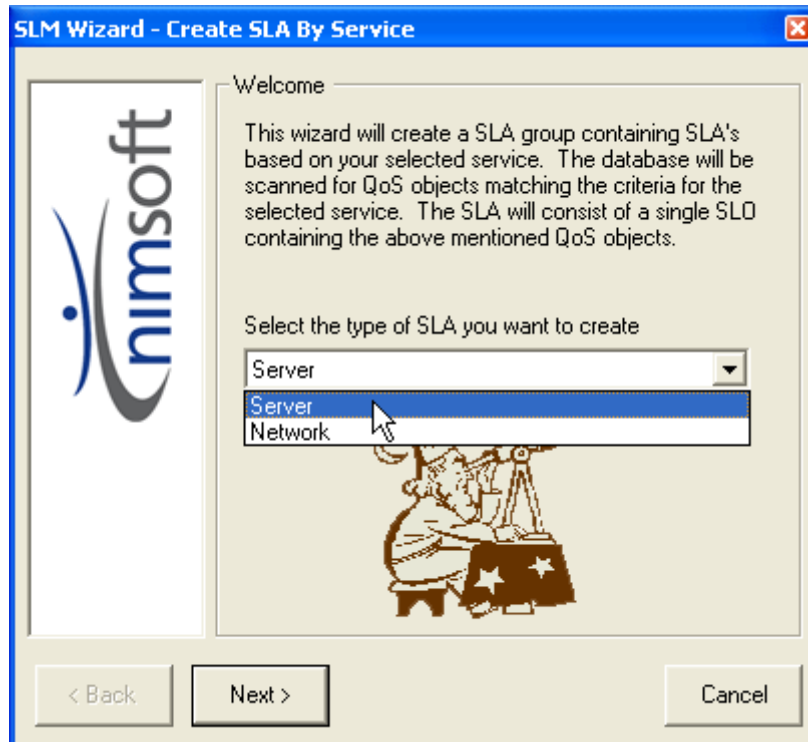 SLM Wizard - Create SLA By Service
nimsoft
Welcome
This wizard will create a SLA group containing SLA's
based on your selected service. The database will be
scanned for QoS objects matching the criteria for the
selected service. The SLA will consist of a single SLO
containing the above mentioned QoS objects.
Select the type of SLA you want to create
Server
Server
Network
< Back
Next >
Cancel